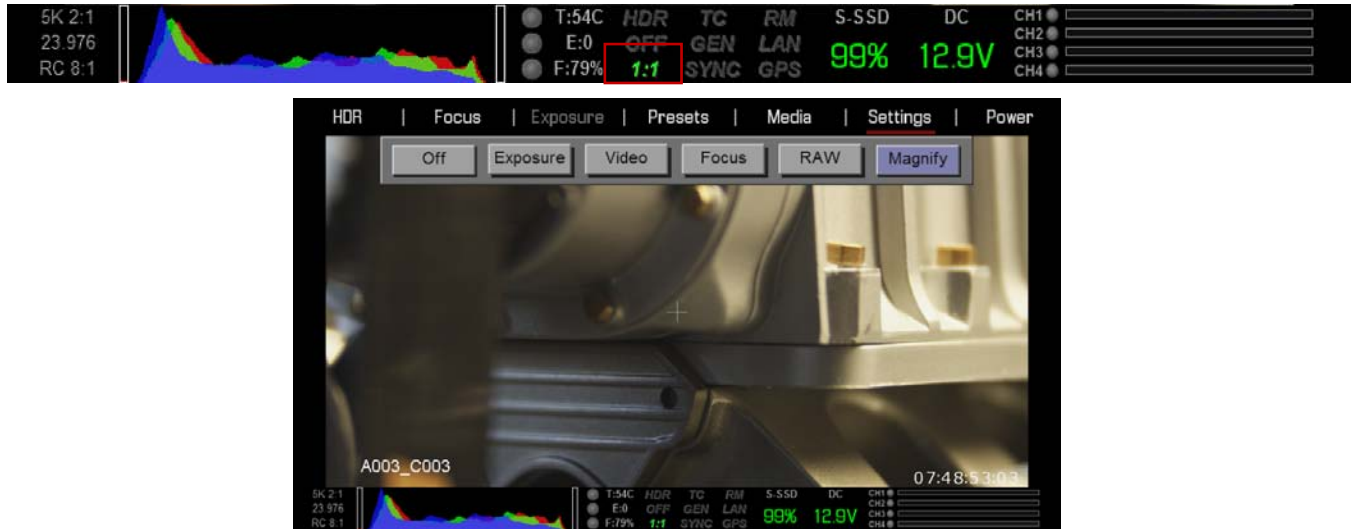 5K 2:1 T:54C HDR TC RM S-SSD DC CH1
23.976 E:0 OFF GEN LAN 99% 12.9V CH2
CH3
RC 8:1 F:79% 1:1 SYNC GPS CH4
HDR | Focus | Exposure | Presets | Media | Settings | Power
Off Exposure Video Focus RAW Magnify
A003_C003
07:48:53:03
5K 2:1 T:54C HDR TC RM S-SSD DC CH1
23.976 E:0 OFF GEN LAN 99% 12.9V CH2
CH3
RC 8:1 F:79% 1:1 SYNC GPS CH4